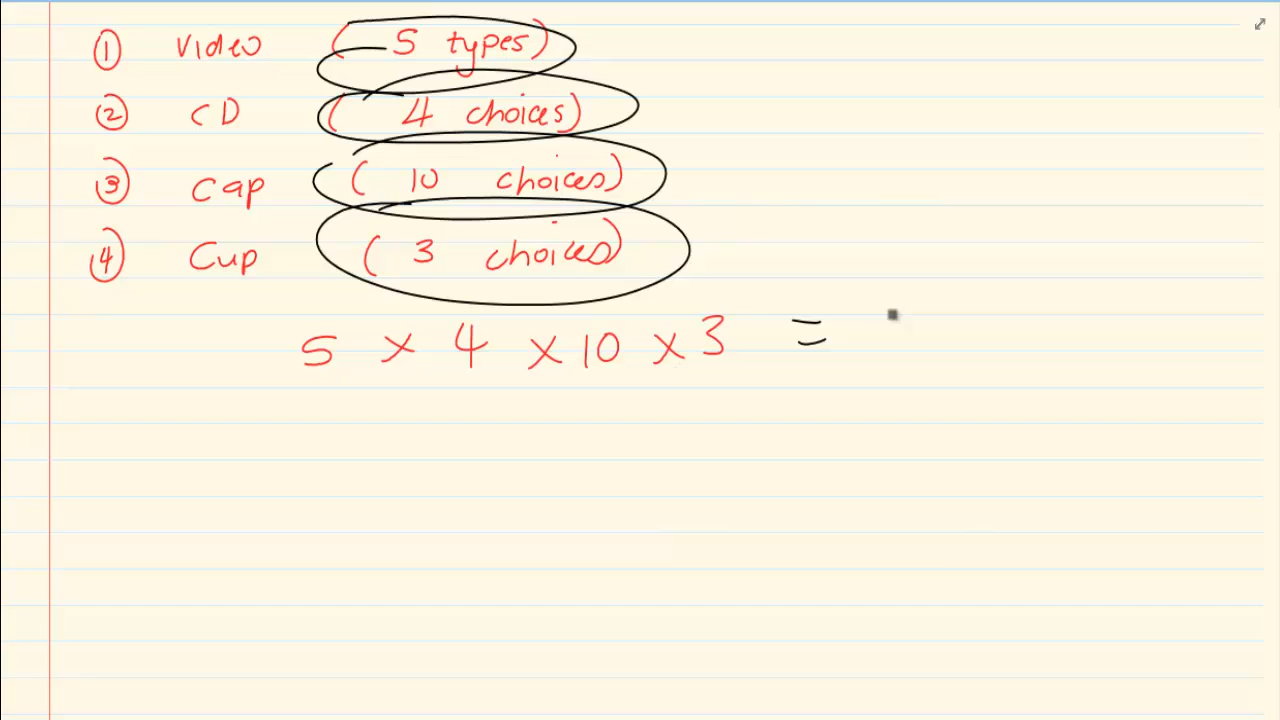 ① Video ( 5 types)
② CD ( 4 choices)
③ Cap ( 10 choices)
④ Cup ( 3 choices)
5 × 4 × 10 × 3 =